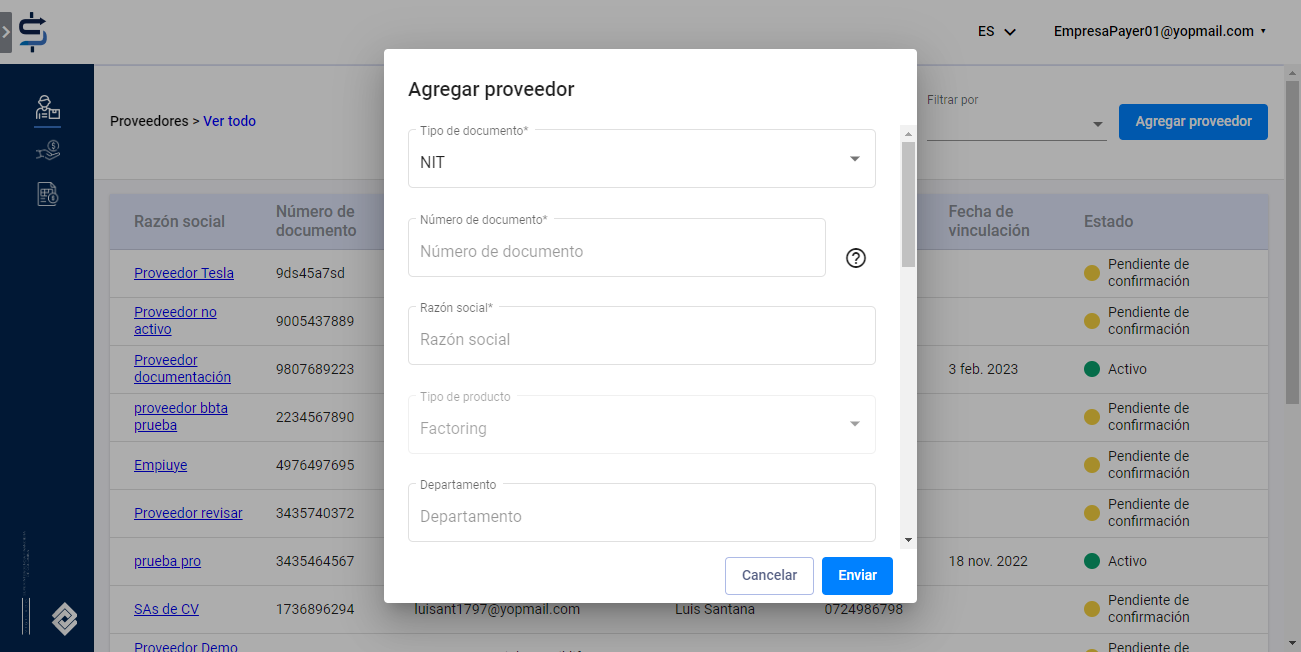 ES
EmpresaPayer01@yopmail.com
Proveedores > Ver todo
Filtrar por
Agregar proveedor
Agregar proveedor
Tipo de documento*
NIT
Número de documento*
Número de documento
Razón social*
Razón social
Tipo de producto
Factoring
Departamento
Departamento
Cancelar
Enviar
Razón social
Número de
documento
Fecha de
vinculación
Estado
Proveedor Tesla
9ds45a7sd
Pendiente de
confirmación
Proveedor no
activo
9005437889
Pendiente de
confirmación
Proveedor
documentación
9807689223
3 feb. 2023
Activo
proveedor bbta
prueba
2234567890
Pendiente de
confirmación
Empiuye
4976497695
Pendiente de
confirmación
Proveedor revisar
3435740372
Pendiente de
confirmación
prueba pro
3435464567
18 nov. 2022
Activo
SAs de CV
1736896294
luisant1797@yopmail.com
Luis Santana
0724986798
Pendiente de
confirmación
Proveedor Demo
Pendiente de